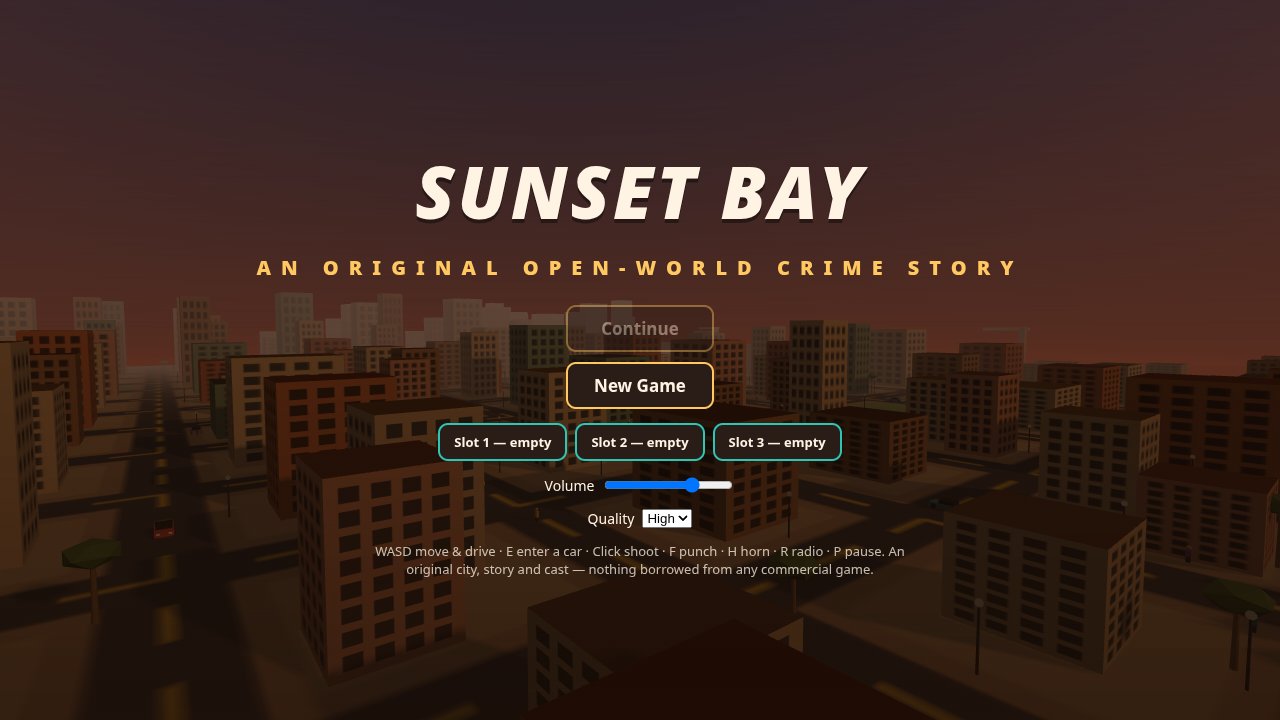 SUNSET BAY
AN ORIGINAL OPEN-WORLD CRIME STORY
Continue
New Game
Slot 1 — empty
Slot 2 — empty
Slot 3 — empty
Volume
Quality High
WASD move & drive · E enter a car · Click shoot · F punch · H horn · R radio · P pause. An
original city, story and cast — nothing borrowed from any commercial game.